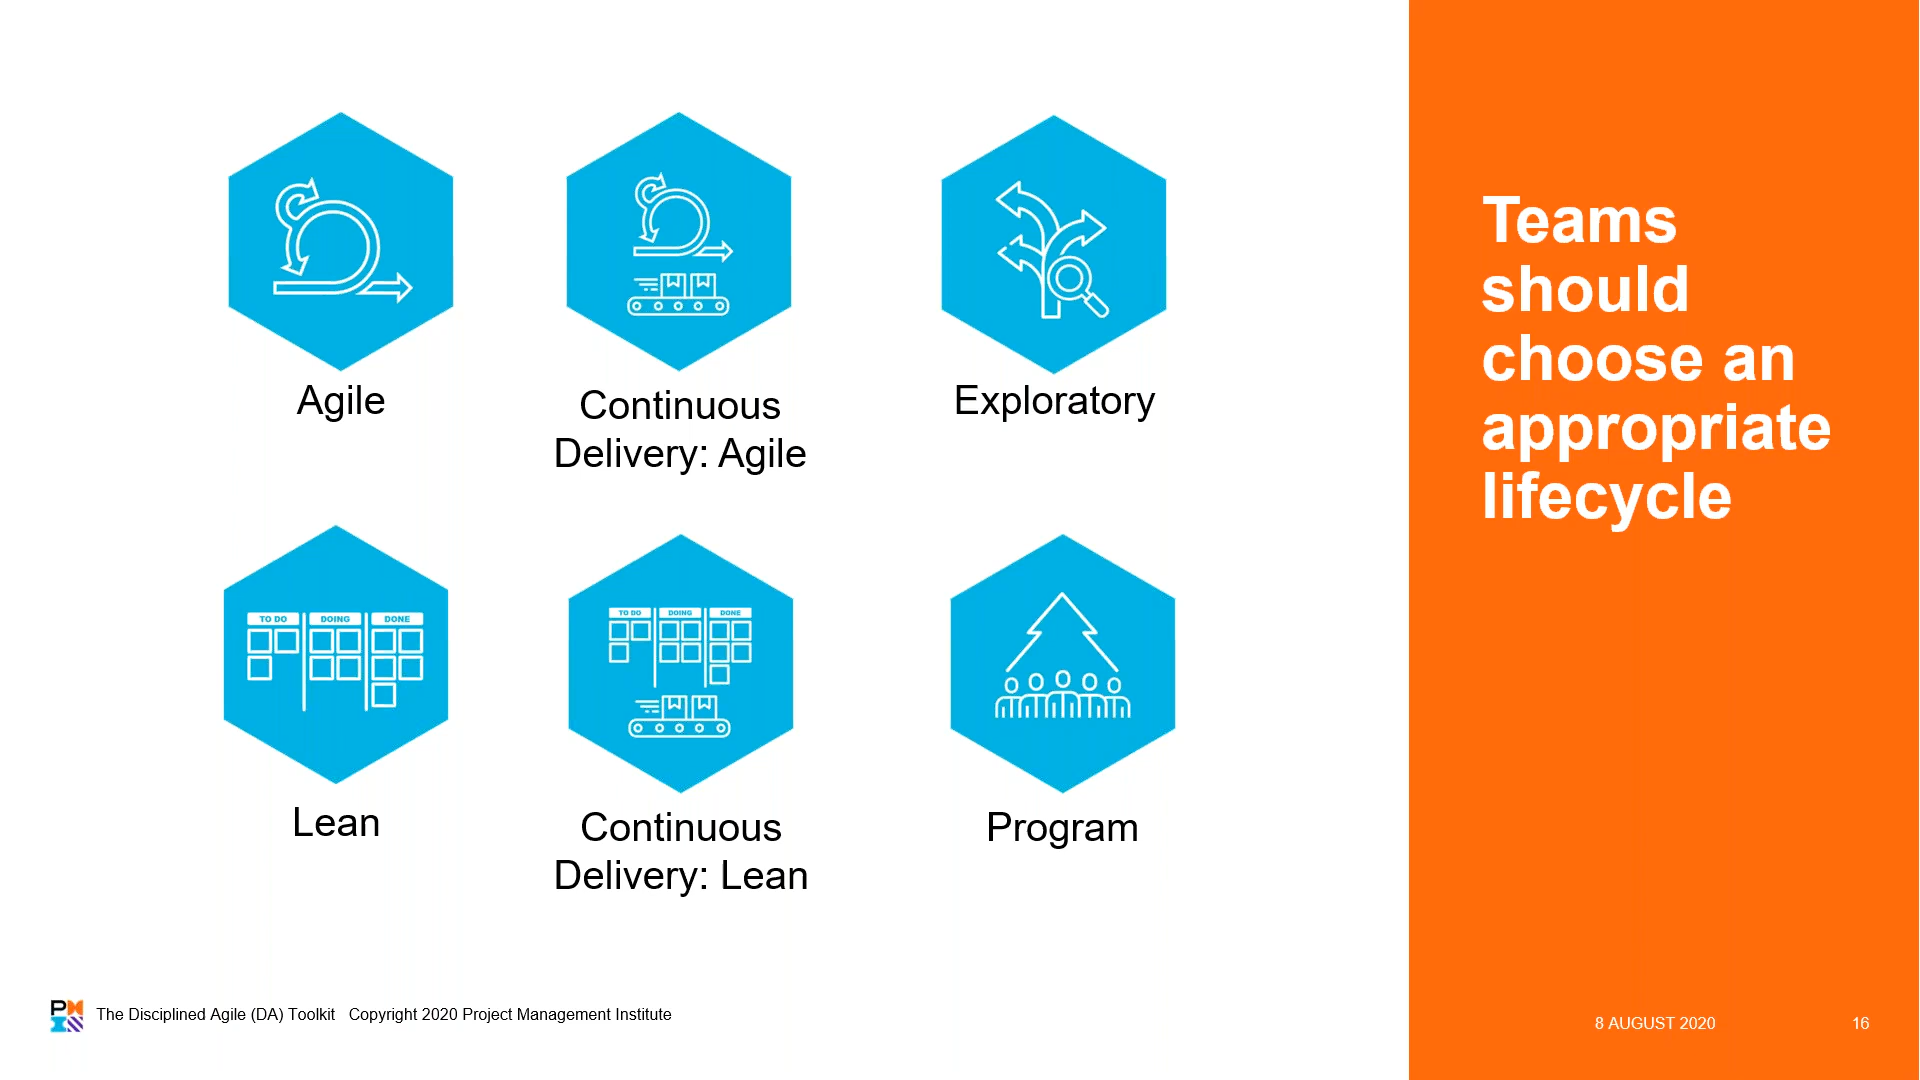 Agile
Continuous
Delivery: Agile
Exploratory
TO DO DOING DONE
Lean
TO DO DOING DONE
Continuous
Delivery: Lean
Program
Teams
should
choose an
appropriate
lifecycle
PM
The Disciplined Agile (DA) Toolkit   Copyright 2020 Project Management Institute
8 AUGUST 2020
16